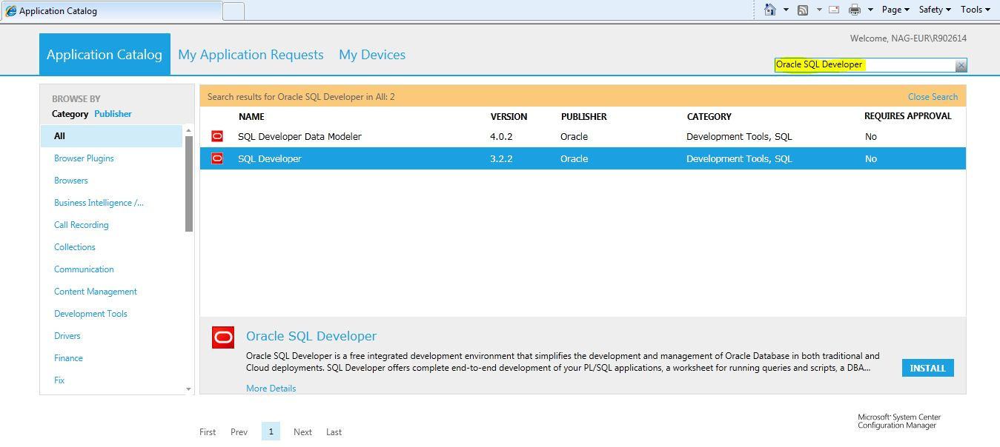 Application Catalog
Page Safety Tools
Welcome, NAG-EUR\R902614
Application Catalog My Application Requests My Devices
Oracle SQL Developer
BROWSE BY
Category Publisher
All
Browser Plugins
Browsers
Business Intelligence /...
Call Recording
Collections
Communication
Content Management
Development Tools
Drivers
Finance
Fix
Search results for Oracle SQL Developer in All: 2 Close Search
NAME VERSION PUBLISHER CATEGORY REQUIRES APPROVAL
SQL Developer Data Modeler 4.0.2 Oracle Development Tools, SQL No
SQL Developer 3.2.2 Oracle Development Tools, SQL No
Oracle SQL Developer
Oracle SQL Developer is a free integrated development environment that simplifies the development and management of Oracle Database in both traditional and
Cloud deployments. SQL Developer offers complete end-to-end development of your PL/SQL applications, a worksheet for running queries and scripts, a DBA...
INSTALL
More Details
First Prev 1 Next Last
Microsoft® System Center
Configuration Manager